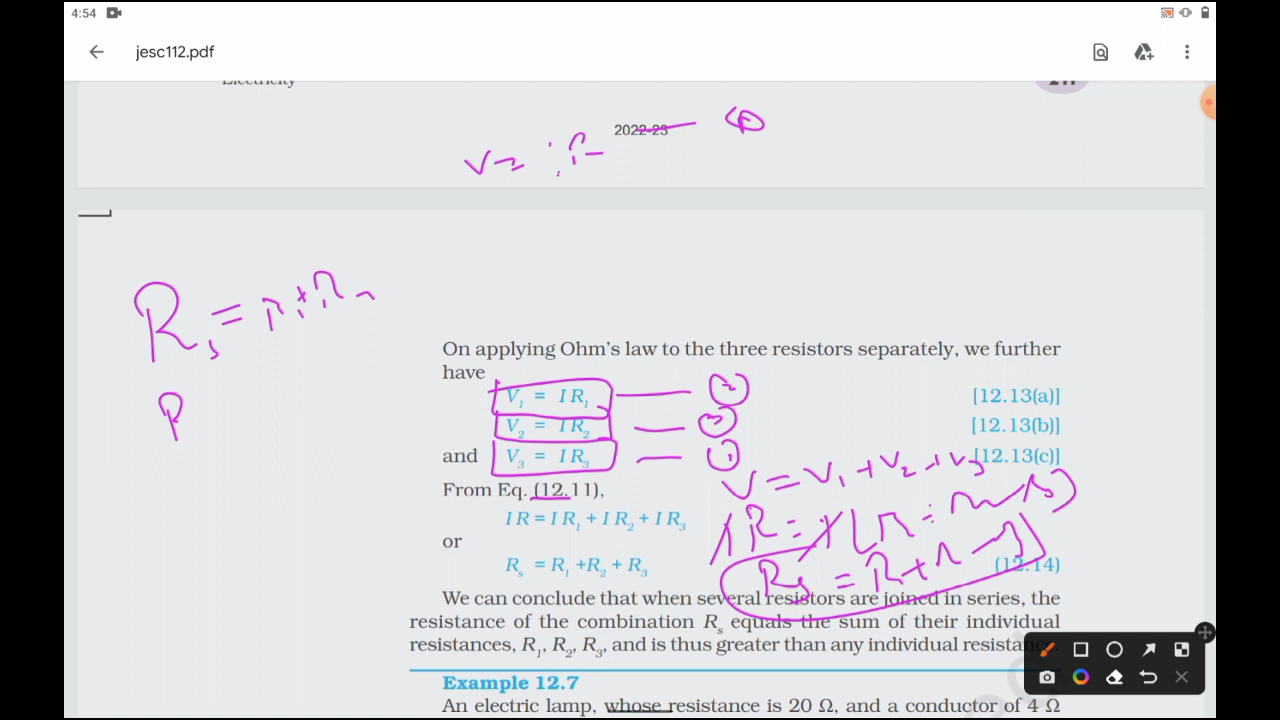 4:54
jesc112.pdf
Electricity
2022-23
V =
R =
On applying Ohm's law to the three resistors separately, we further
have
V₁ = I R₁ [12.13(a)]
V₂ = I R₂ [12.13(b)]
and V₃ = I R₃ [12.13(c)]
V = V₁ + V₂ + V₃
From Eq. (12.11),
I R = I R₁ + I R₂ + I R₃
or
Rₛ = R₁ +R₂ + R₃ (12.14)
Rs = R + R
We can conclude that when several resistors are joined in series, the
resistance of the combination Rₛ equals the sum of their individual
resistances, R₁, R₂, R₃, and is thus greater than any individual resistance.
Example 12.7
An electric lamp, whose resistance is 20 Ω, and a conductor of 4 Ω